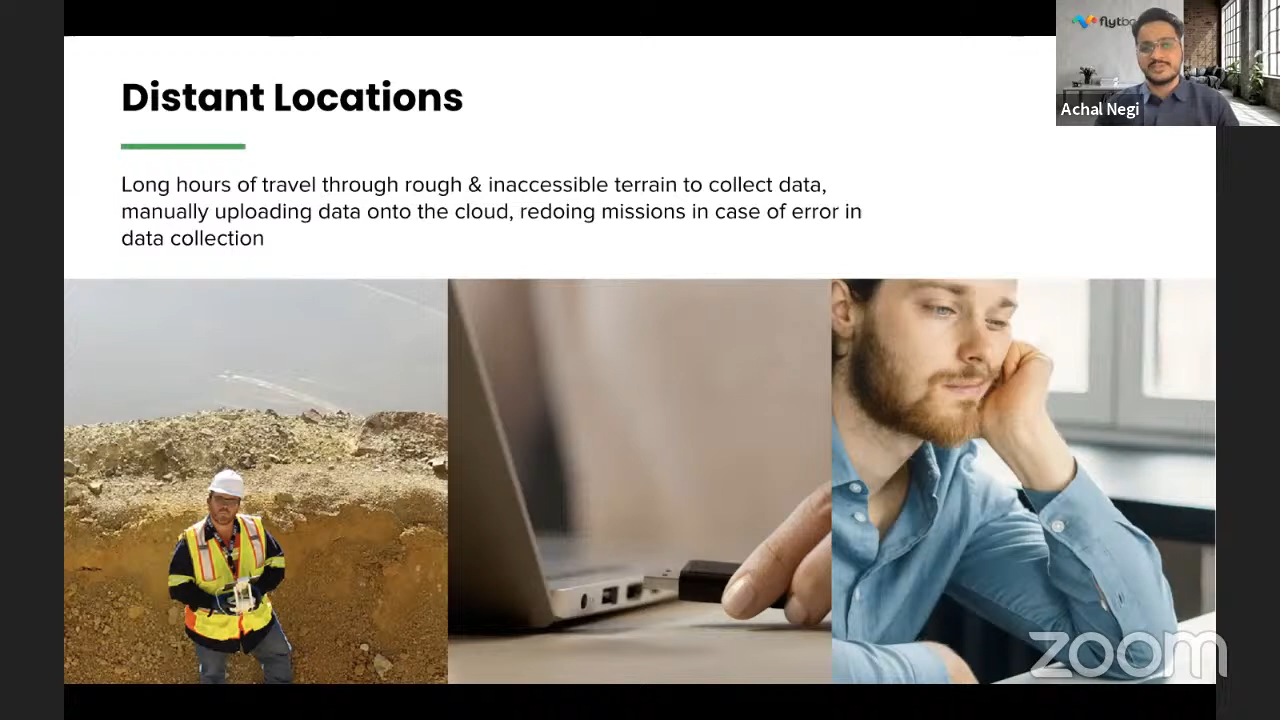 Distant Locations
Long hours of travel through rough & inaccessible terrain to collect data,
manually uploading data onto the cloud, redoing missions in case of error in
data collection
Achal Negi
zoom